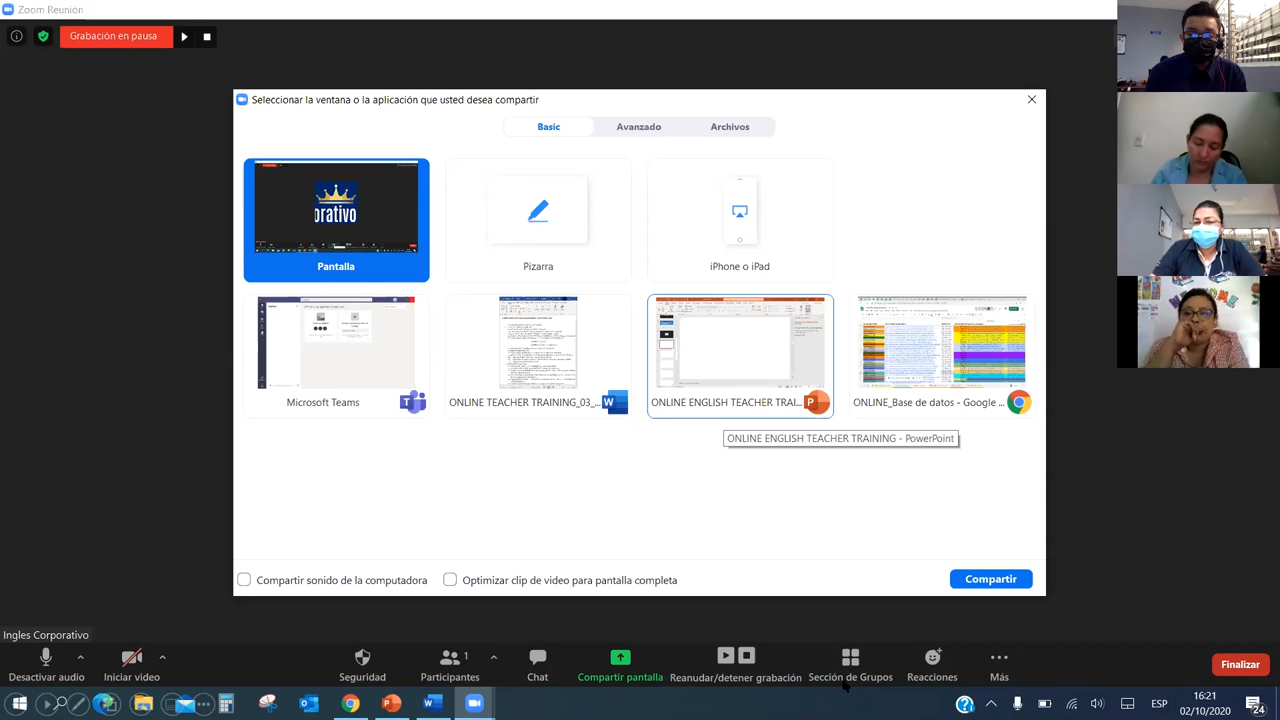 Zoom Reunión
Grabación en pausa
Seleccionar la ventana o la aplicación que usted desea compartir
Basic
Avanzado
Archivos
orativo
Pantalla
Pizarra
iPhone o iPad
Microsoft Teams
ONLINE TEACHER TRAINING_03_...
ONLINE ENGLISH TEACHER TRAI...
ONLINE_Base de datos - Google ...
ONLINE ENGLISH TEACHER TRAINING - PowerPoint
Compartir sonido de la computadora
Optimizar clip de video para pantalla completa
Compartir
Ingles Corporativo
1
Desactivar audio
Iniciar video
Seguridad
Participantes
Chat
Compartir pantalla
Reanudar/detener grabación
Sección de Grupos
Reacciones
Más
Finalizar
ESP
16:21
02/10/2020
24